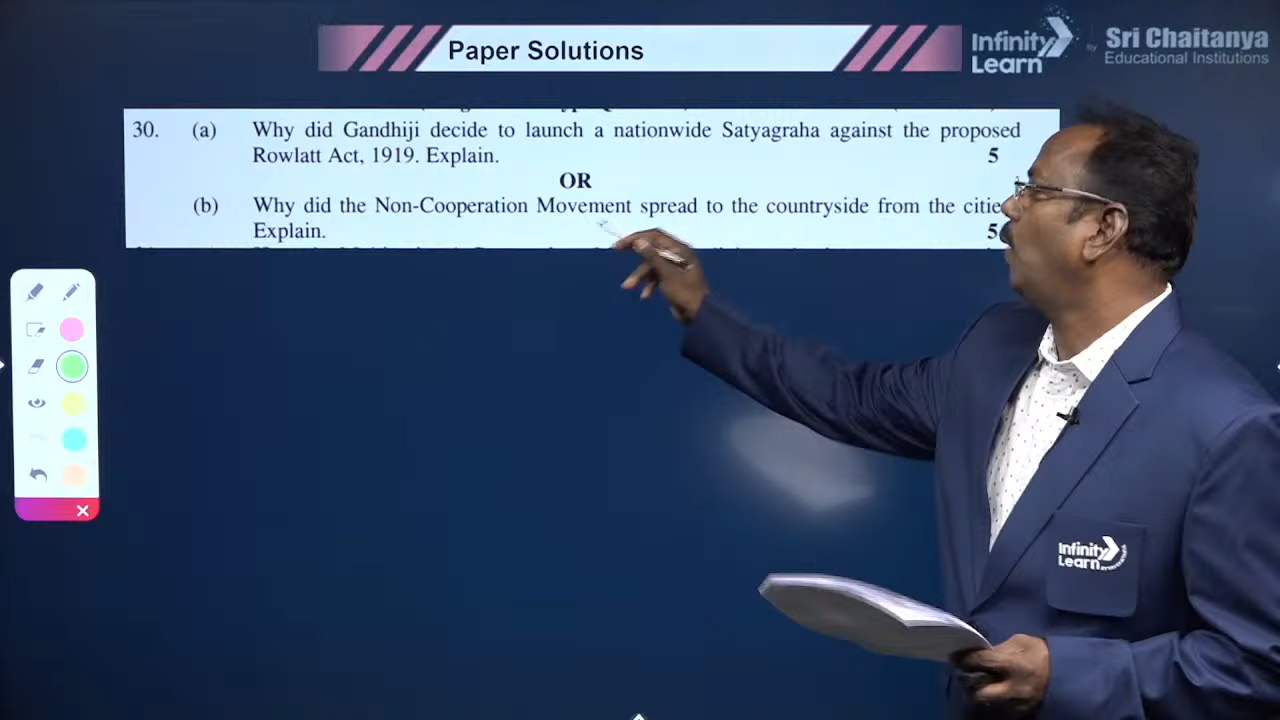 Paper Solutions
Infinity
Learn
by
Sri Chaitanya
Educational Institutions
30. (a) Why did Gandhiji decide to launch a nationwide Satyagraha against the proposed
Rowlatt Act, 1919. Explain. 5
OR
(b) Why did the Non-Cooperation Movement spread to the countryside from the citie
Explain. 5
Infinity
Learn